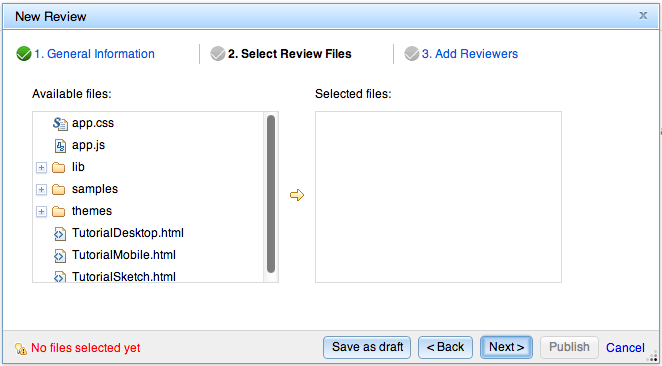 New Review
x
1. General Information
2. Select Review Files
3. Add Reviewers
Available files:
Selected files:
app.css
app.js
lib
samples
themes
TutorialDesktop.html
TutorialMobile.html
TutorialSketch.html
No files selected yet
Save as draft
< Back
Next >
Publish
Cancel